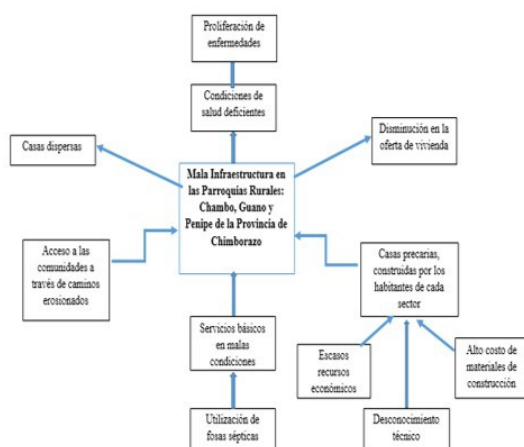 Proliferación de
enfermedades
Condiciones de
salud deficientes
Casas dispersas
Disminución en la
oferta de vivienda
Mala Infraestructura en
las Parroquías Rurales:
Chambo, Guano y
Penipe de la Provincia de
Chimborazo
Acceso a las
comunidades a
través de caminos
erosionados
Casas precarias,
construidas por los
habitantes de cada
sector
Servicios básicos
en malas
condiciones
Escasos
recursos
económicos
Alto costo de
materiales de
construcción
Utilización de
fosas sépticas
Desconocimiento
técnico